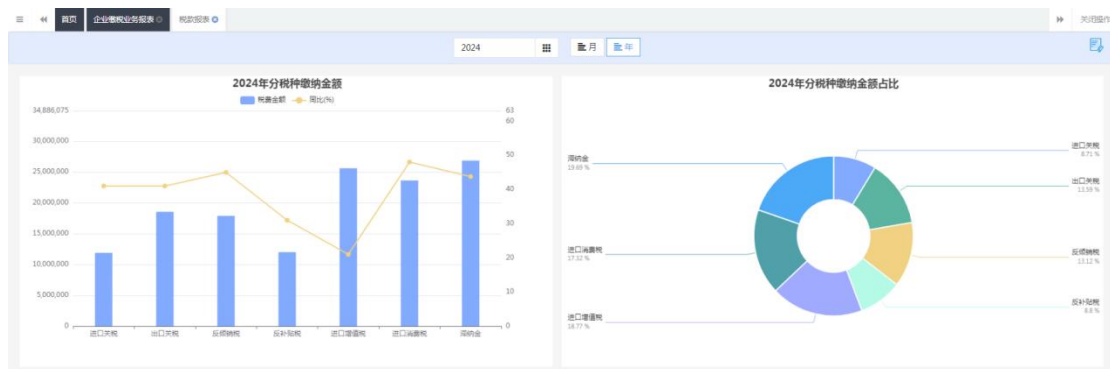 首页
企业缴税业务报表
税款报表
关闭操作
2024
月
年
2024年分税种缴纳金额
税费金额
同比(%)
34,886,075
30,000,000
25,000,000
20,000,000
15,000,000
10,000,000
5,000,000
0
63
60
50
40
30
20
10
0
进口关税
出口关税
反倾销税
反补贴税
进口增值税
进口消费税
滞纳金
2024年分税种缴纳金额占比
滞纳金
19.69 %
进口消费税
17.32 %
进口增值税
18.77 %
进口关税
8.71 %
出口关税
13.59 %
反倾销税
13.12 %
反补贴税
8.8 %